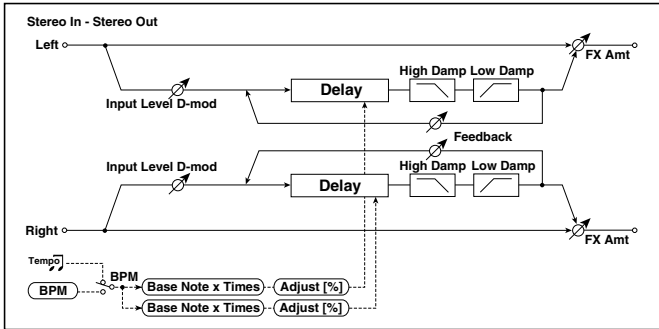 Stereo In - Stereo Out
Left
FX Amt
High Damp Low Damp
Delay
Input Level D-mod
Feedback
Input Level D-mod
High Damp Low Damp
Delay
Right
FX Amt
Tempo
BPM
BPM
Base Note x Times Adjust [%]
Base Note x Times Adjust [%]